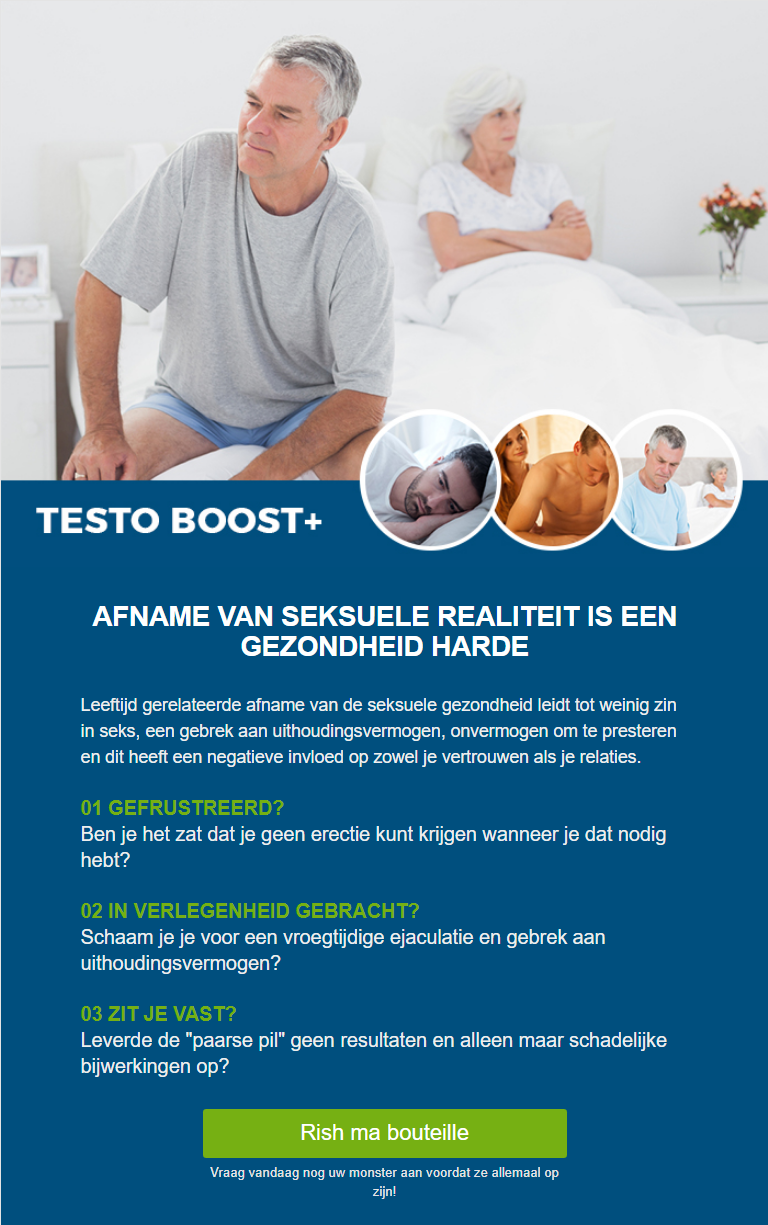 TESTO BOOST+
AFNAME VAN SEKSUELE REALITEIT IS EEN
GEZONDHEID HARDE
Leeftijd gerelateerde afname van de seksuele gezondheid leidt tot weinig zin
in seks, een gebrek aan uithoudingsvermogen, onvermogen om te presteren
en dit heeft een negatieve invloed op zowel je vertrouwen als je relaties.
01 GEFRUSTREERD?
Ben je het zat dat je geen erectie kunt krijgen wanneer je dat nodig
hebt?
02 IN VERLEGENHEID GEBRACHT?
Schaam je je voor een vroegtijdige ejaculatie en gebrek aan
uithoudingsvermogen?
03 ZIT JE VAST?
Leverde de "paarse pil" geen resultaten en alleen maar schadelijke
bijwerkingen op?
Rish ma bouteille
Vraag vandaag nog uw monster aan voordat ze allemaal op
zijn!